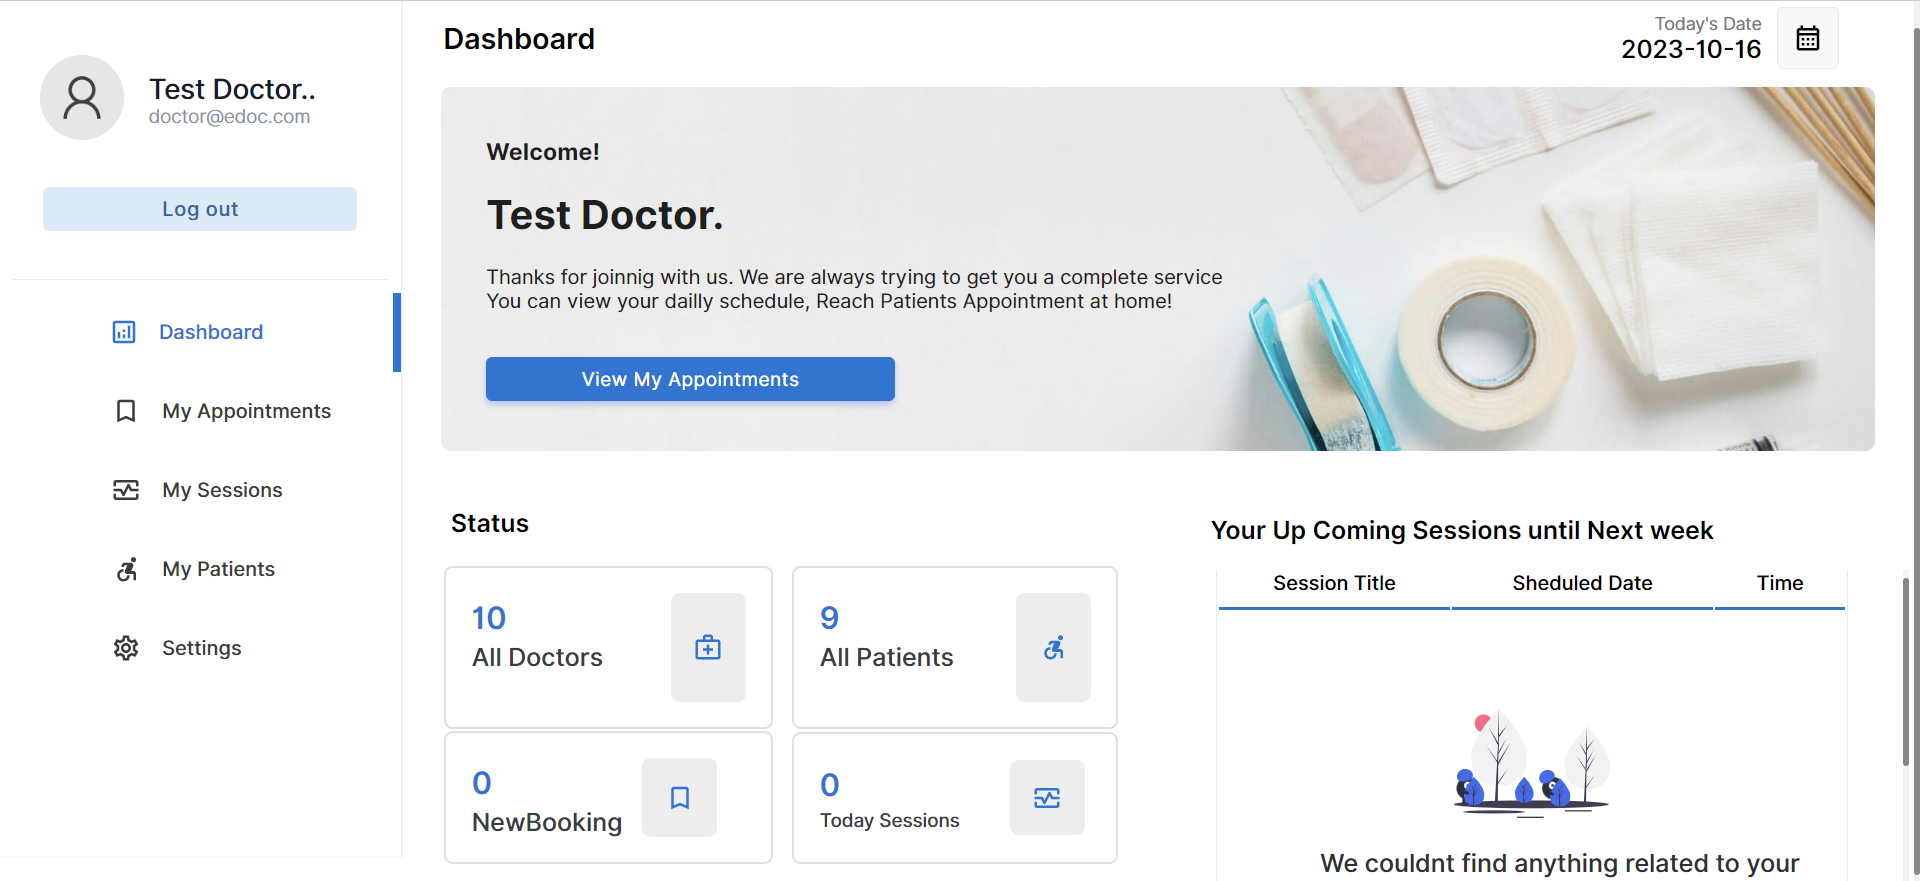 Test Doctor..
doctor@edoc.com
Log out
Dashboard
My Appointments
My Sessions
My Patients
Settings
Dashboard
Today's Date
2023-10-16
Welcome!
Test Doctor.
Thanks for joinnig with us. We are always trying to get you a complete service
You can view your dailly schedule, Reach Patients Appointment at home!
View My Appointments
Status
10
All Doctors
9
All Patients
0
NewBooking
0
Today Sessions
Your Up Coming Sessions until Next week
Session Title Sheduled Date Time
We couldnt find anything related to your